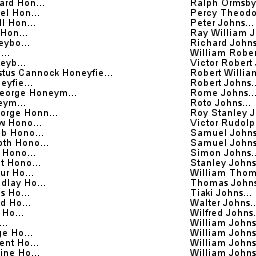 ard Hon... Ralph Ormsby
el Hon... Percy Theodo
ll Hon... Peter Johns...
Hon... Ray William J
eybo... Richard Johns
... William Rober
eyb... Victor Robert
stus Cannock Honeyfie... Robert William
eyfie... Robert Johns.
eorge Honeym... Rome Johns...
eym... Roto Johns...
orge Honn... Roy Stanley J
w Hono... Victor Rudolp
b Hono... Samuel Johns
oth Hono... Samuel Johns
Hono... Simon Johns..
t Hono... Stanley Johns
ur Ho... William Thom
dlay Ho... Thomas Johns
s Ho... Tiaki Johns...
d Ho... Walter Johns..
Ho... Wilfred Johns.
... William Johns
ge Ho... William Johns
ent Ho... William Johns
ine Ho... William Johns